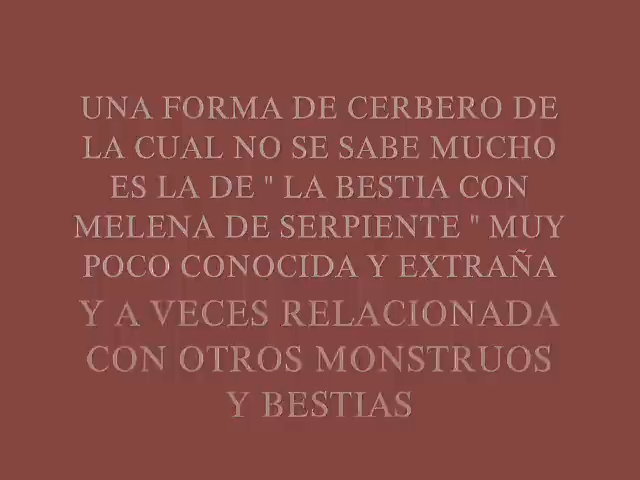 UNA FORMA DE CERBERO DE
LA CUAL NO SE SABE MUCHO
ES LA DE " LA BESTIA CON
MELENA DE SERPIENTE " MUY
POCO CONOCIDA Y EXTRAÑA
Y A VECES RELACIONADA
CON OTROS MONSTRUOS
Y BESTIAS